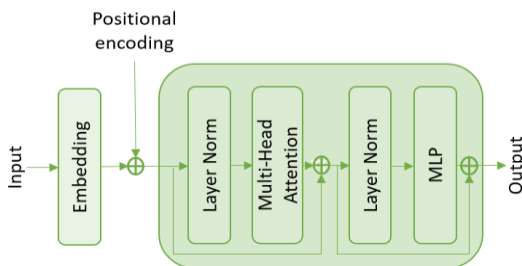 Positional
encoding
Input
Embedding
Layer Norm
Multi-Head
Attention
Layer Norm
MLP
Output